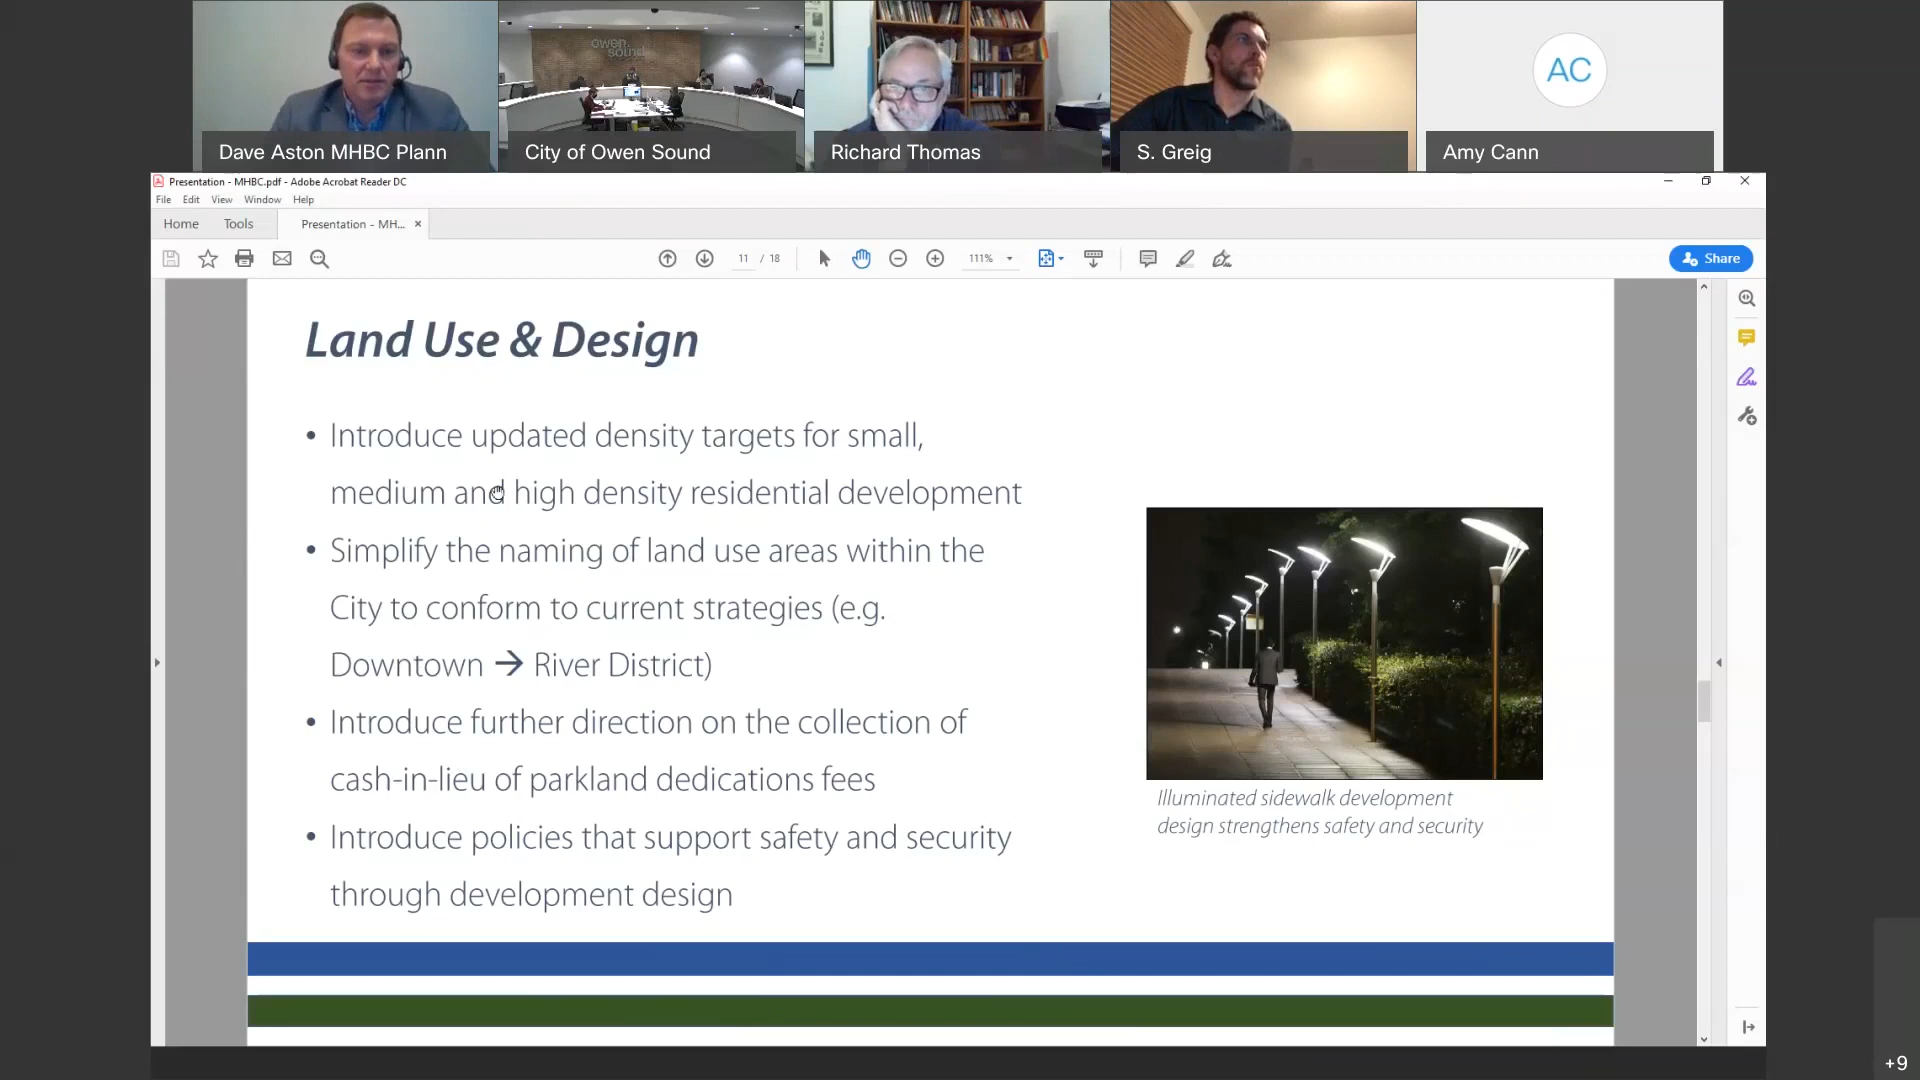 owen
sound
AC
Dave Aston MHBC Plann
City of Owen Sound
Richard Thomas
S. Greig
Amy Cann
Presentation - MHBC.pdf - Adobe Acrobat Reader DC
File Edit View Window Help
Home Tools Presentation - MH... ×
11 / 18 111% Share
Land Use & Design
• Introduce updated density targets for small,
medium and high density residential development
• Simplify the naming of land use areas within the
City to conform to current strategies (e.g.
Downtown → River District)
• Introduce further direction on the collection of
cash-in-lieu of parkland dedications fees
• Introduce policies that support safety and security
through development design
Illuminated sidewalk development
design strengthens safety and security
+9